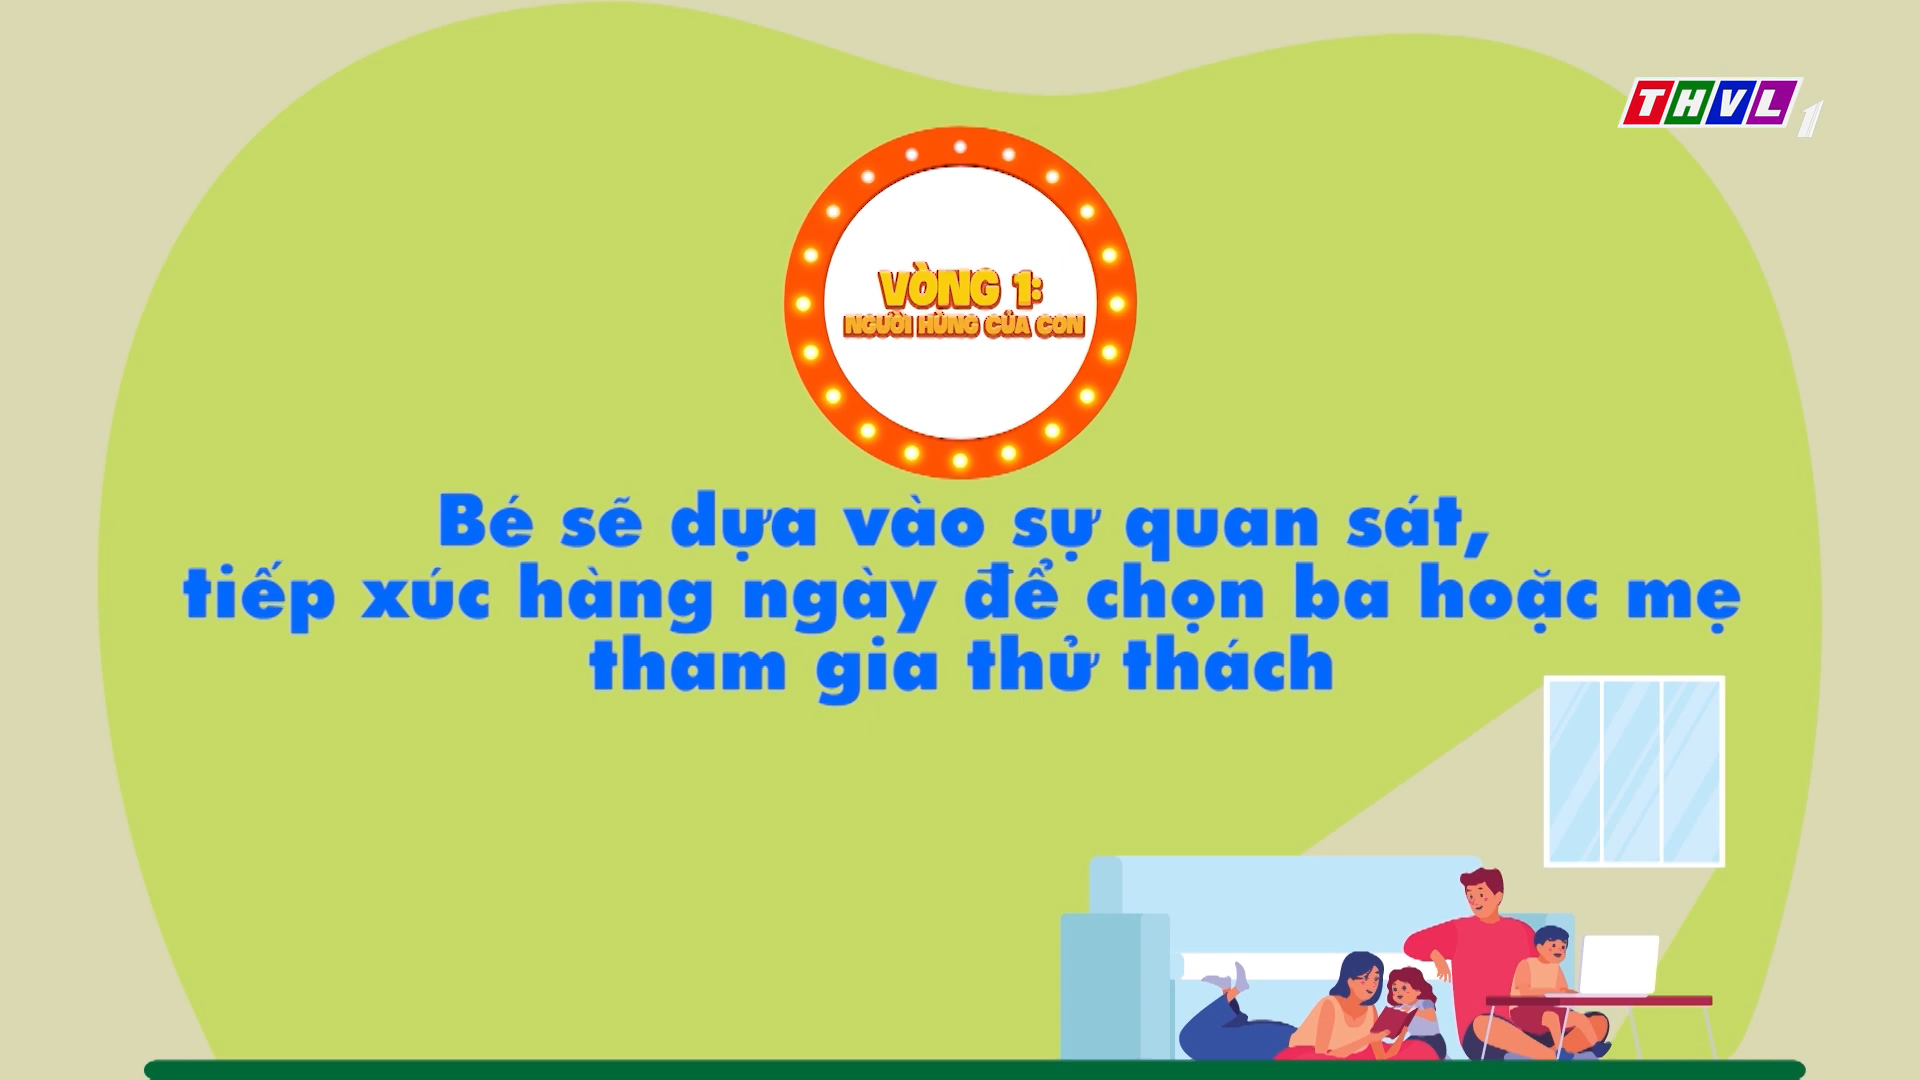 THVL 1
VÒNG 1:
NGƯỜI HÙNG CỦA CON
Bé sẽ dựa vào sự quan sát,
tiếp xúc hàng ngày để chọn ba hoặc mẹ
tham gia thử thách